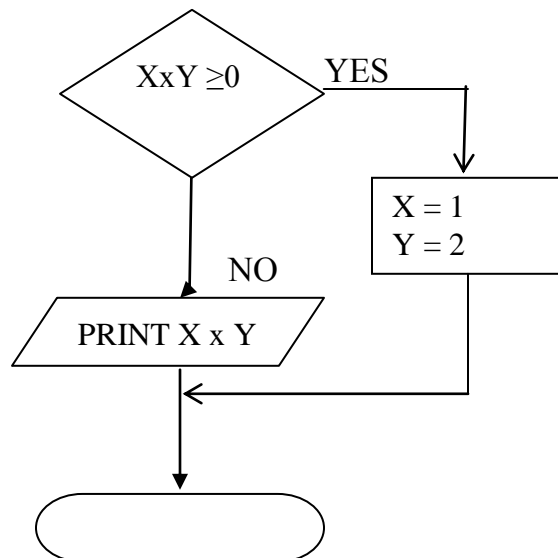 XxY ≥0
YES
X = 1
Y = 2
NO
PRINT X x Y